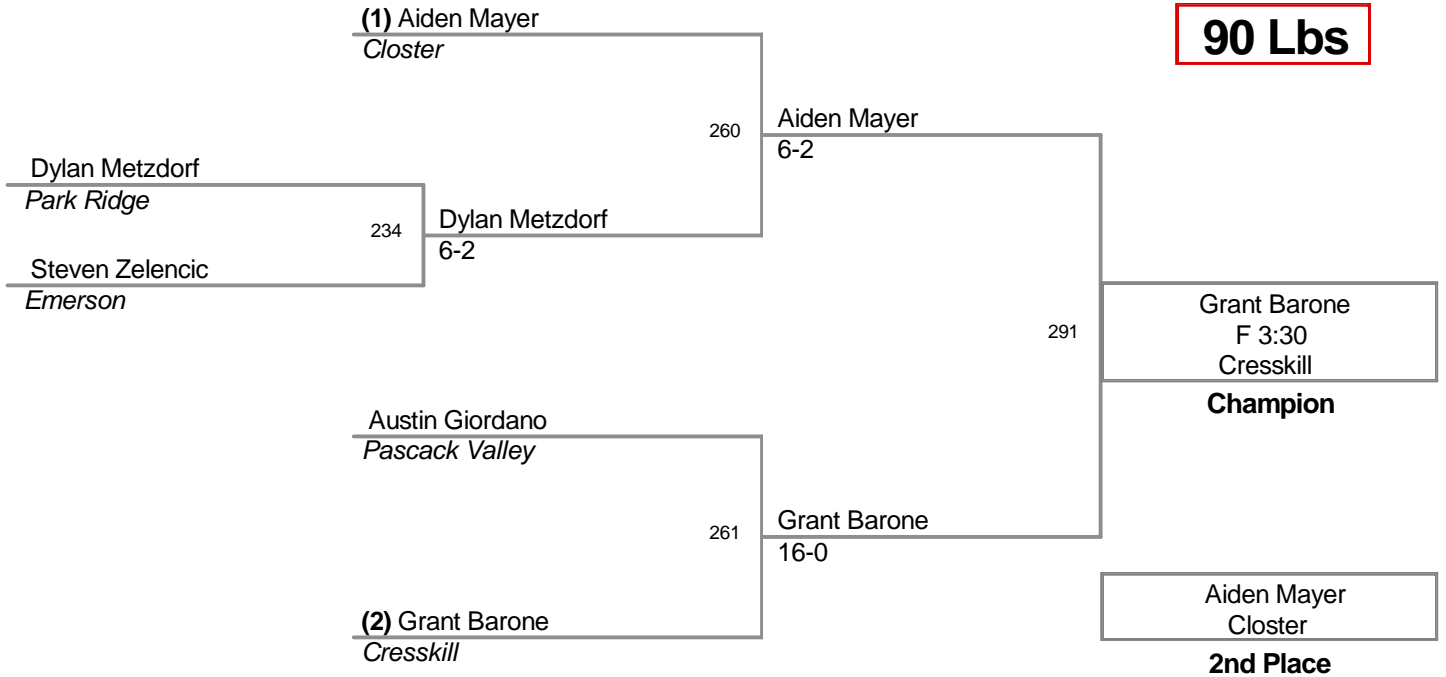 (1) Aiden Mayer
Closter
90 Lbs
260
Aiden Mayer
6-2
Dylan Metzdorf
Park Ridge
234
Dylan Metzdorf
6-2
Steven Zelencic
Emerson
291
Grant Barone
F 3:30
Cresskill
Champion
Austin Giordano
Pascack Valley
261
Grant Barone
16-0
(2) Grant Barone
Cresskill
Aiden Mayer
Closter
2nd Place